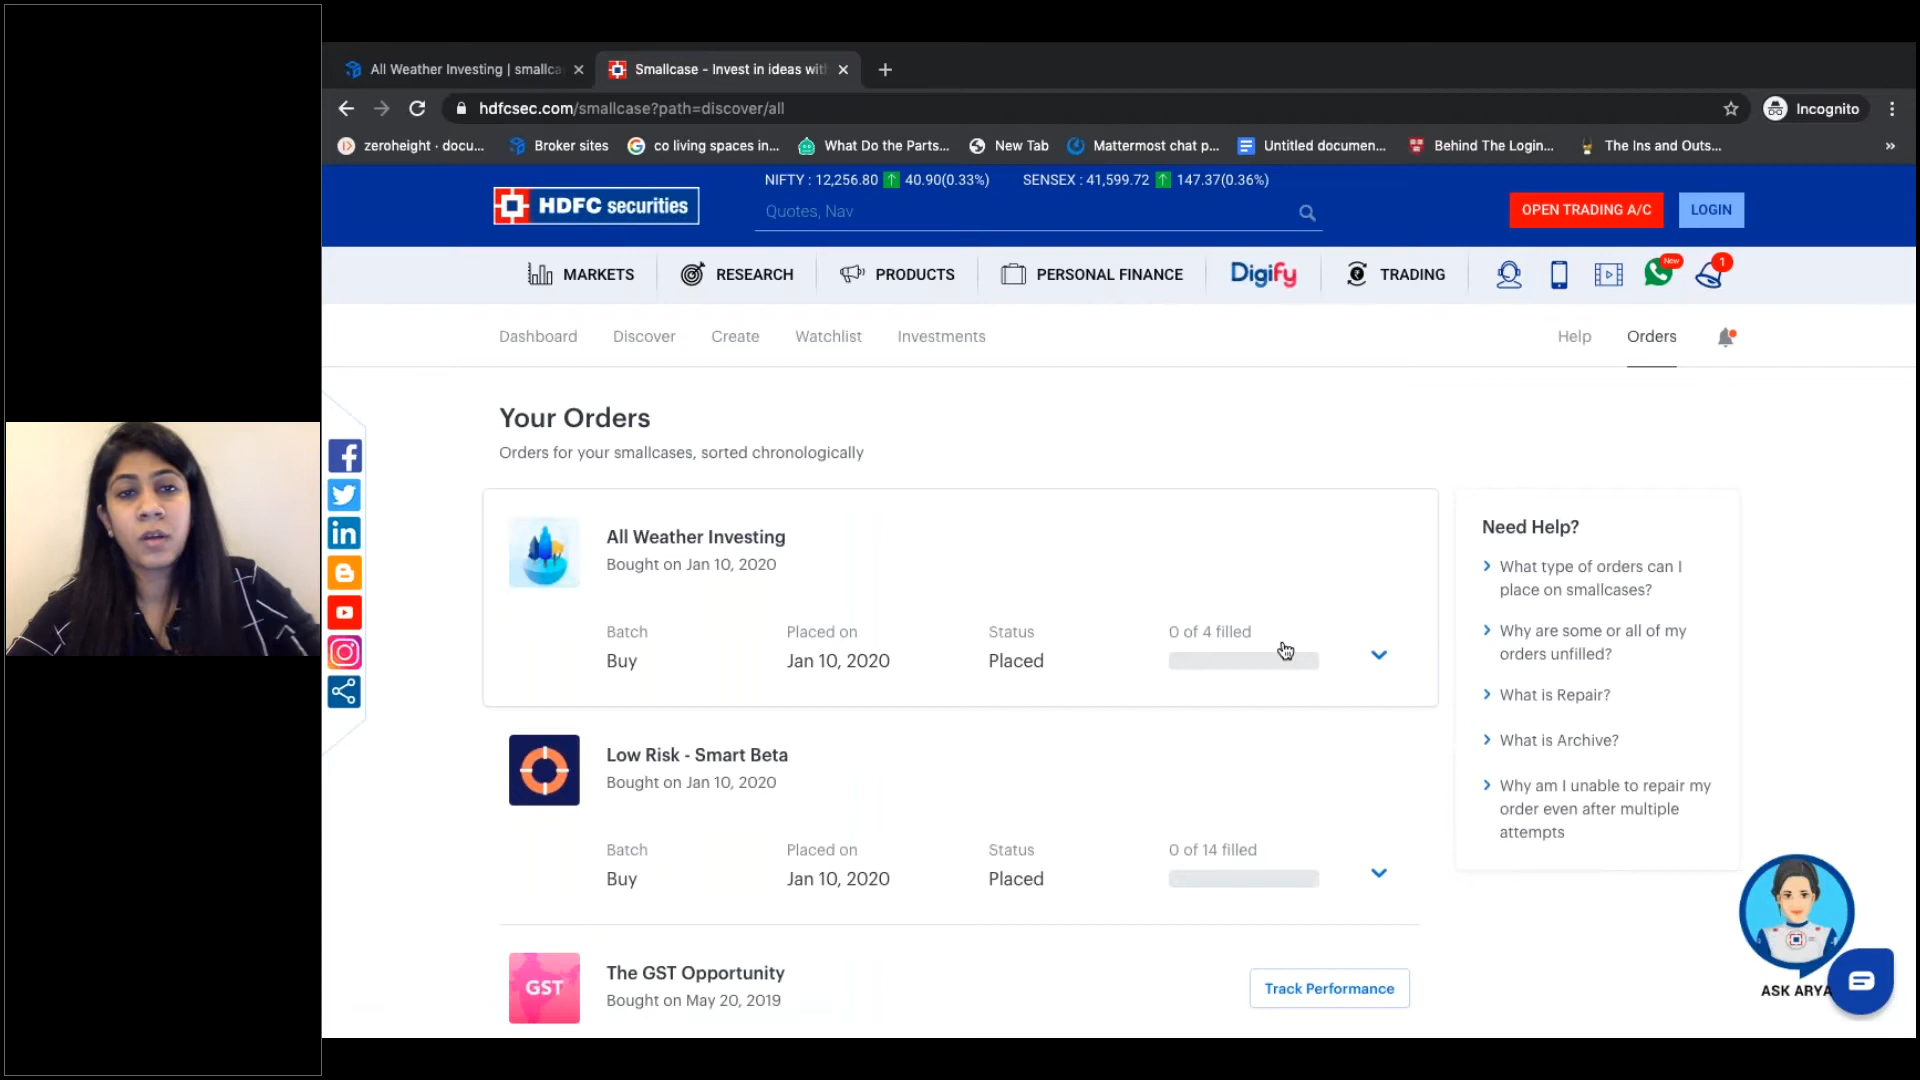 All Weather Investing | smallca
Smallcase - Invest in ideas with
hdfcsec.com/smallcase?path=discover/all
Incognito
zeroheight · docu...
Broker sites
co living spaces in...
What Do the Parts...
New Tab
Mattermost chat p...
Untitled documen...
Behind The Login...
The Ins and Outs...
»
HDFC securities
NIFTY : 12,256.80 40.90(0.33%)
SENSEX : 41,599.72 147.37(0.36%)
Quotes, Nav
OPEN TRADING A/C
LOGIN
MARKETS
RESEARCH
PRODUCTS
PERSONAL FINANCE
DigiFy
TRADING
New
1
Dashboard
Discover
Create
Watchlist
Investments
Help
Orders
Your Orders
Orders for your smallcases, sorted chronologically
All Weather Investing
Bought on Jan 10, 2020
Batch
Placed on
Status
0 of 4 filled
Buy
Jan 10, 2020
Placed
Low Risk - Smart Beta
Bought on Jan 10, 2020
Batch
Placed on
Status
0 of 14 filled
Buy
Jan 10, 2020
Placed
GST
The GST Opportunity
Bought on May 20, 2019
Track Performance
Need Help?
What type of orders can I
place on smallcases?
Why are some or all of my
orders unfilled?
What is Repair?
What is Archive?
Why am I unable to repair my
order even after multiple
attempts
ASK ARYA